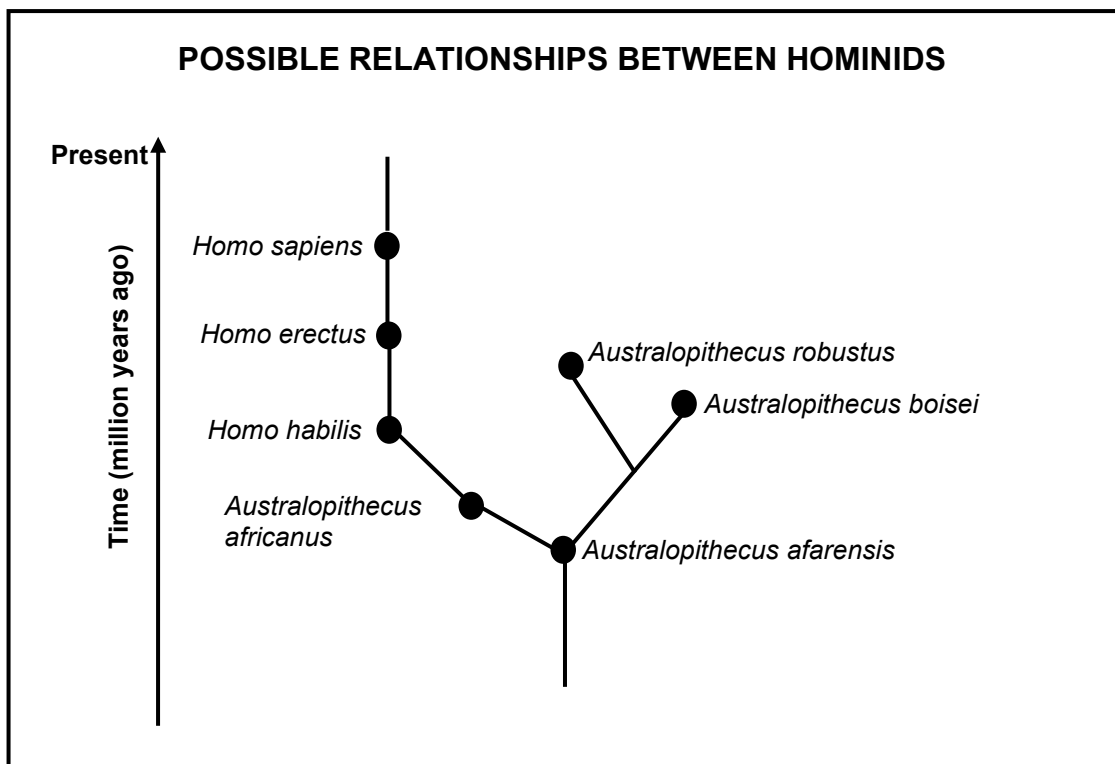 POSSIBLE RELATIONSHIPS BETWEEN HOMINIDS
Present
Time (million years ago)
Homo sapiens
Homo erectus
Australopithecus robustus
Australopithecus boisei
Homo habilis
Australopithecus
africanus
Australopithecus afarensis